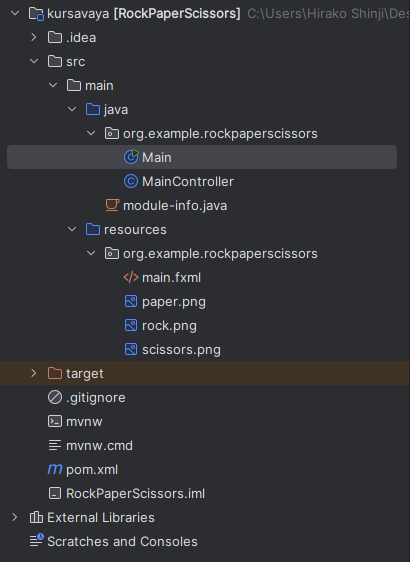 kursavaya [RockPaperScissors] C:\Users\Hirako Shinji\Des
.idea
src
main
java
org.example.rockpaperscissors
Main
MainController
module-info.java
resources
org.example.rockpaperscissors
main.fxml
paper.png
rock.png
scissors.png
target
.gitignore
mvnw
mvnw.cmd
pom.xml
RockPaperScissors.iml
External Libraries
Scratches and Consoles